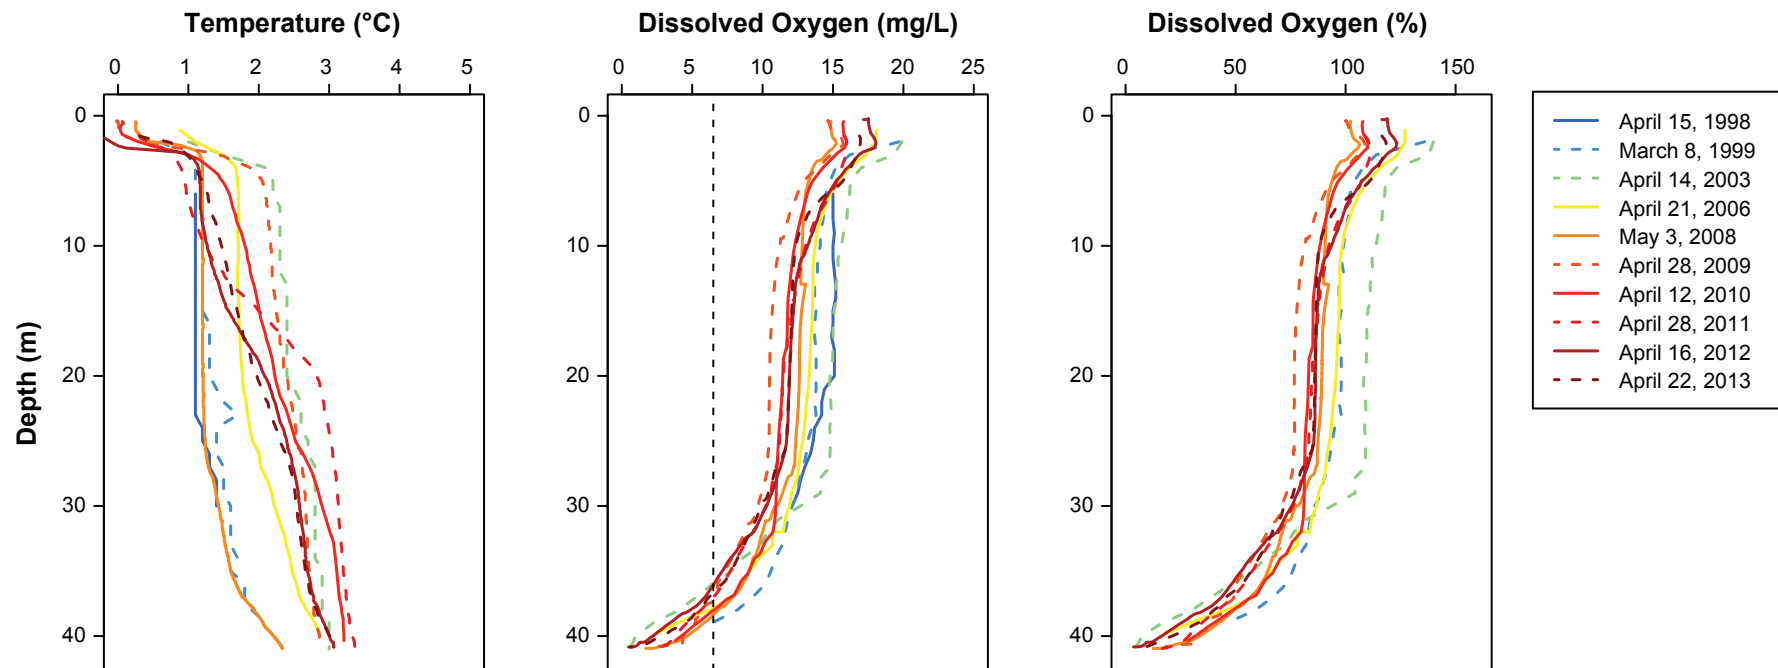 Temperature (°C)
Dissolved Oxygen (mg/L)
Dissolved Oxygen (%)
0 1 2 3 4 5
0 5 10 15 20 25
0 50 100 150
Depth (m)
0
10
20
30
40
0
10
20
30
40
0
10
20
30
40
April 15, 1998
March 8, 1999
April 14, 2003
April 21, 2006
May 3, 2008
April 28, 2009
April 12, 2010
April 28, 2011
April 16, 2012
April 22, 2013